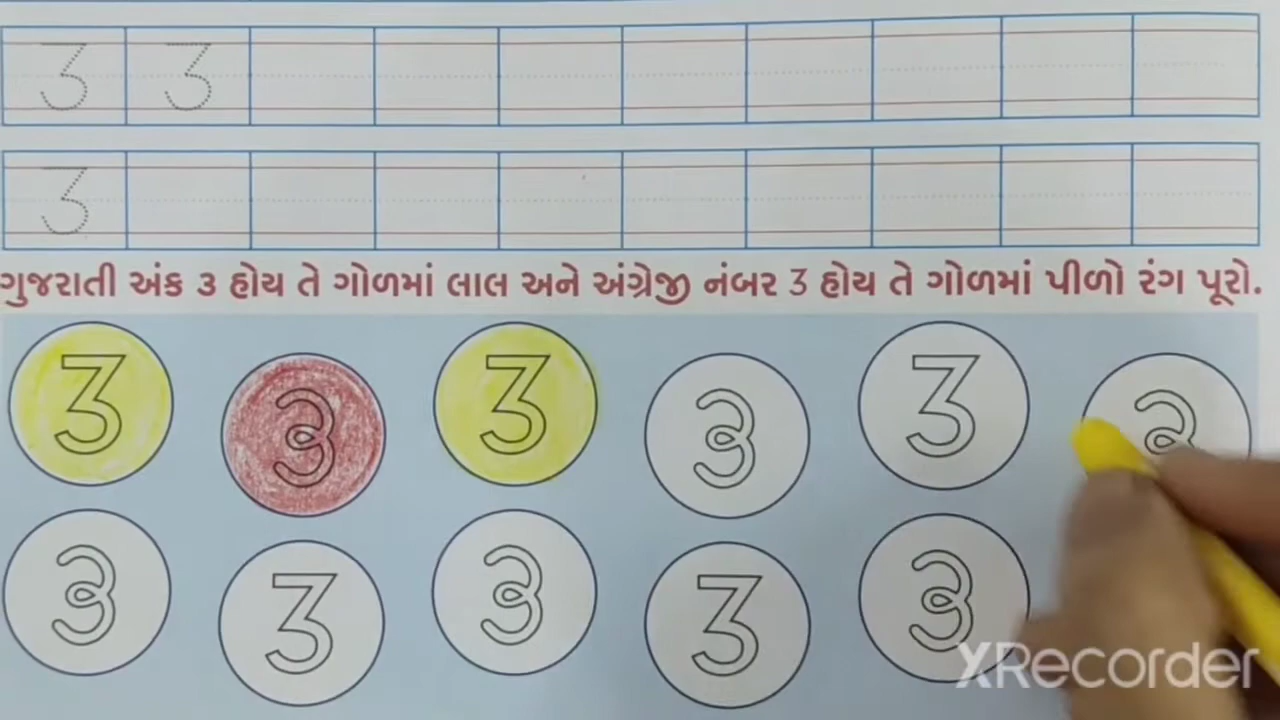 3 3
3
ગુજરાતી અંક ૩ હોય તે ગોળમાં લાલ અને અંગ્રેજી નંબર 3 હોય તે ગોળમાં પીળો રંગ પૂરો.
3 ૩ 3 ૩ 3 ૩
૩ 3 ૩ 3 ૩
XRecorder